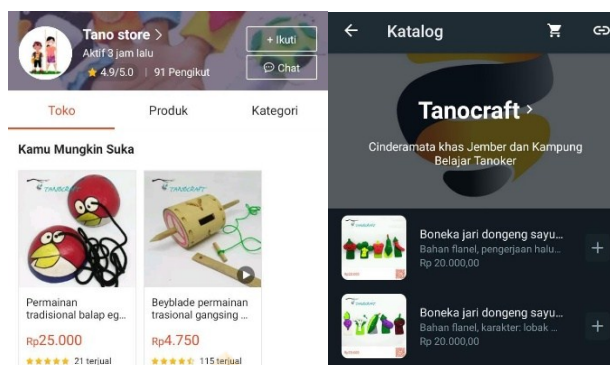 Tano store >
Aktif 3 jam lalu
4.9/5.0 | 91 Pengikut
+ Ikuti
Chat
Toko
Produk
Kategori
Kamu Mungkin Suka
TANOCRAFT
TANOCRAFT
Permainan
tradisional balap eg...
Rp25.000
21 terjual
Beyblade permainan
trasional gangsing ...
Rp4.750
115 terjual
← Katalog
Tanocraft >
Cinderamata khas Jember dan Kampung
Belajar Tanoker
Boneka jari dongeng sayu...
Bahan flanel, pengerjaan halu...
Rp 20.000,00
+
Boneka jari dongeng sayu...
Bahan flanel, karakter: lobak ...
Rp 20.000,00
+